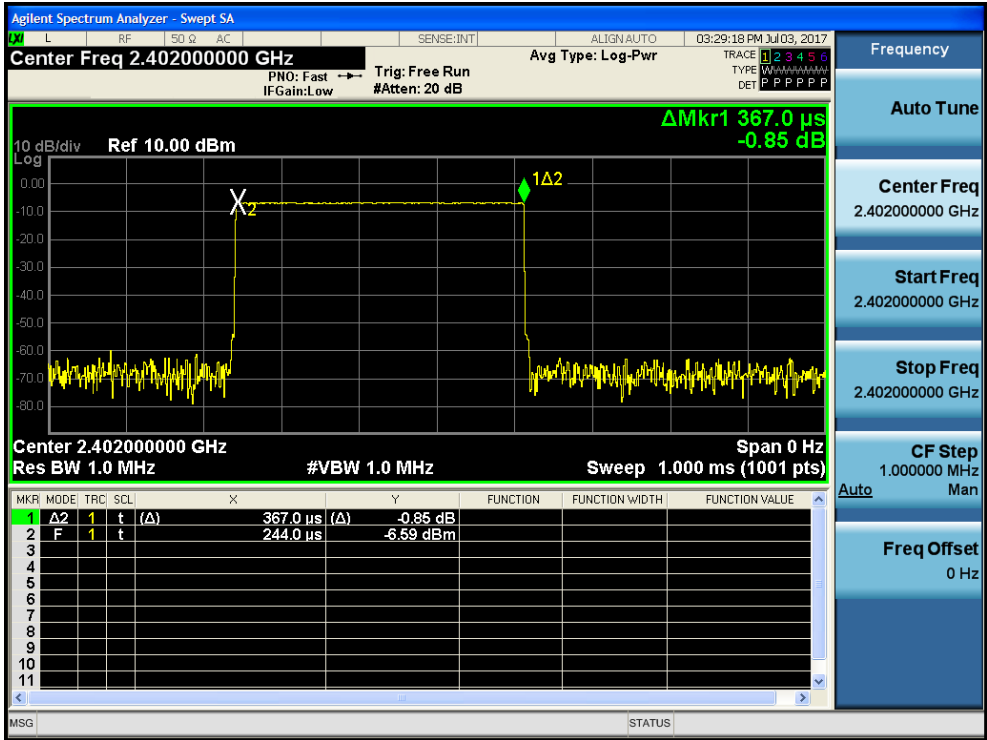 Agilent Spectrum Analyzer - Swept SA
LXI L RF 50 Ω AC SENSE:INT ALIGN AUTO 03:29:18 PM Jul 03, 2017
Center Freq 2.402000000 GHz Avg Type: Log-Pwr TRACE 1 2 3 4 5 6
PNO: Fast Trig: Free Run TYPE WWWWWW
IFGain:Low #Atten: 20 dB DET P P P P P P
ΔMkr1 367.0 µs
10 dB/div Ref 10.00 dBm -0.85 dB
Log
0.00
-10.0
-20.0
-30.0
-40.0
-50.0
-60.0
-70.0
-80.0
X2
1Δ2
Center 2.402000000 GHz Span 0 Hz
Res BW 1.0 MHz #VBW 1.0 MHz Sweep 1.000 ms (1001 pts)
MKR MODE TRC SCL X Y FUNCTION FUNCTION WIDTH FUNCTION VALUE
1 Δ2 1 t (Δ) 367.0 µs (Δ) -0.85 dB
2 F 1 t 244.0 µs -6.59 dBm
3
4
5
6
7
8
9
10
11
MSG STATUS
Frequency
Auto Tune
Center Freq
2.402000000 GHz
Start Freq
2.402000000 GHz
Stop Freq
2.402000000 GHz
CF Step
1.000000 MHz
Auto Man
Freq Offset
0 Hz